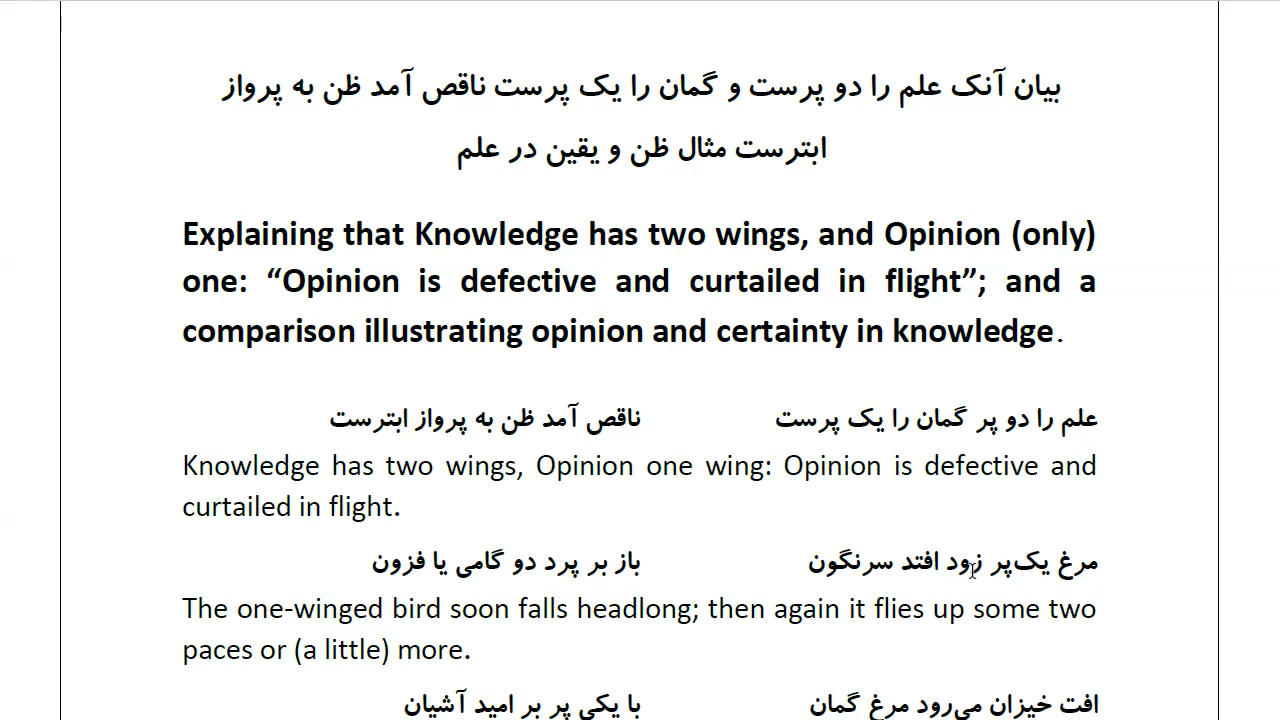 بیان آنک علم را دو پرست و گمان را یک پرست ناقص آمد ظن به پرواز
ابترست مثال ظن و یقین در علم
Explaining that Knowledge has two wings, and Opinion (only)
one: “Opinion is defective and curtailed in flight”; and a
comparison illustrating opinion and certainty in knowledge.
علم را دو پر گمان را یک پرست ناقص آمد ظن به پرواز ابترست
Knowledge has two wings, Opinion one wing: Opinion is defective and
curtailed in flight.
مرغ یک‌پر زود افتد سرنگون باز بر پرد دو گامی یا فزون
The one-winged bird soon falls headlong; then again it flies up some two
paces or (a little) more.
افت خیزان می‌رود مرغ گمان با یکی پر بر امید آشیان